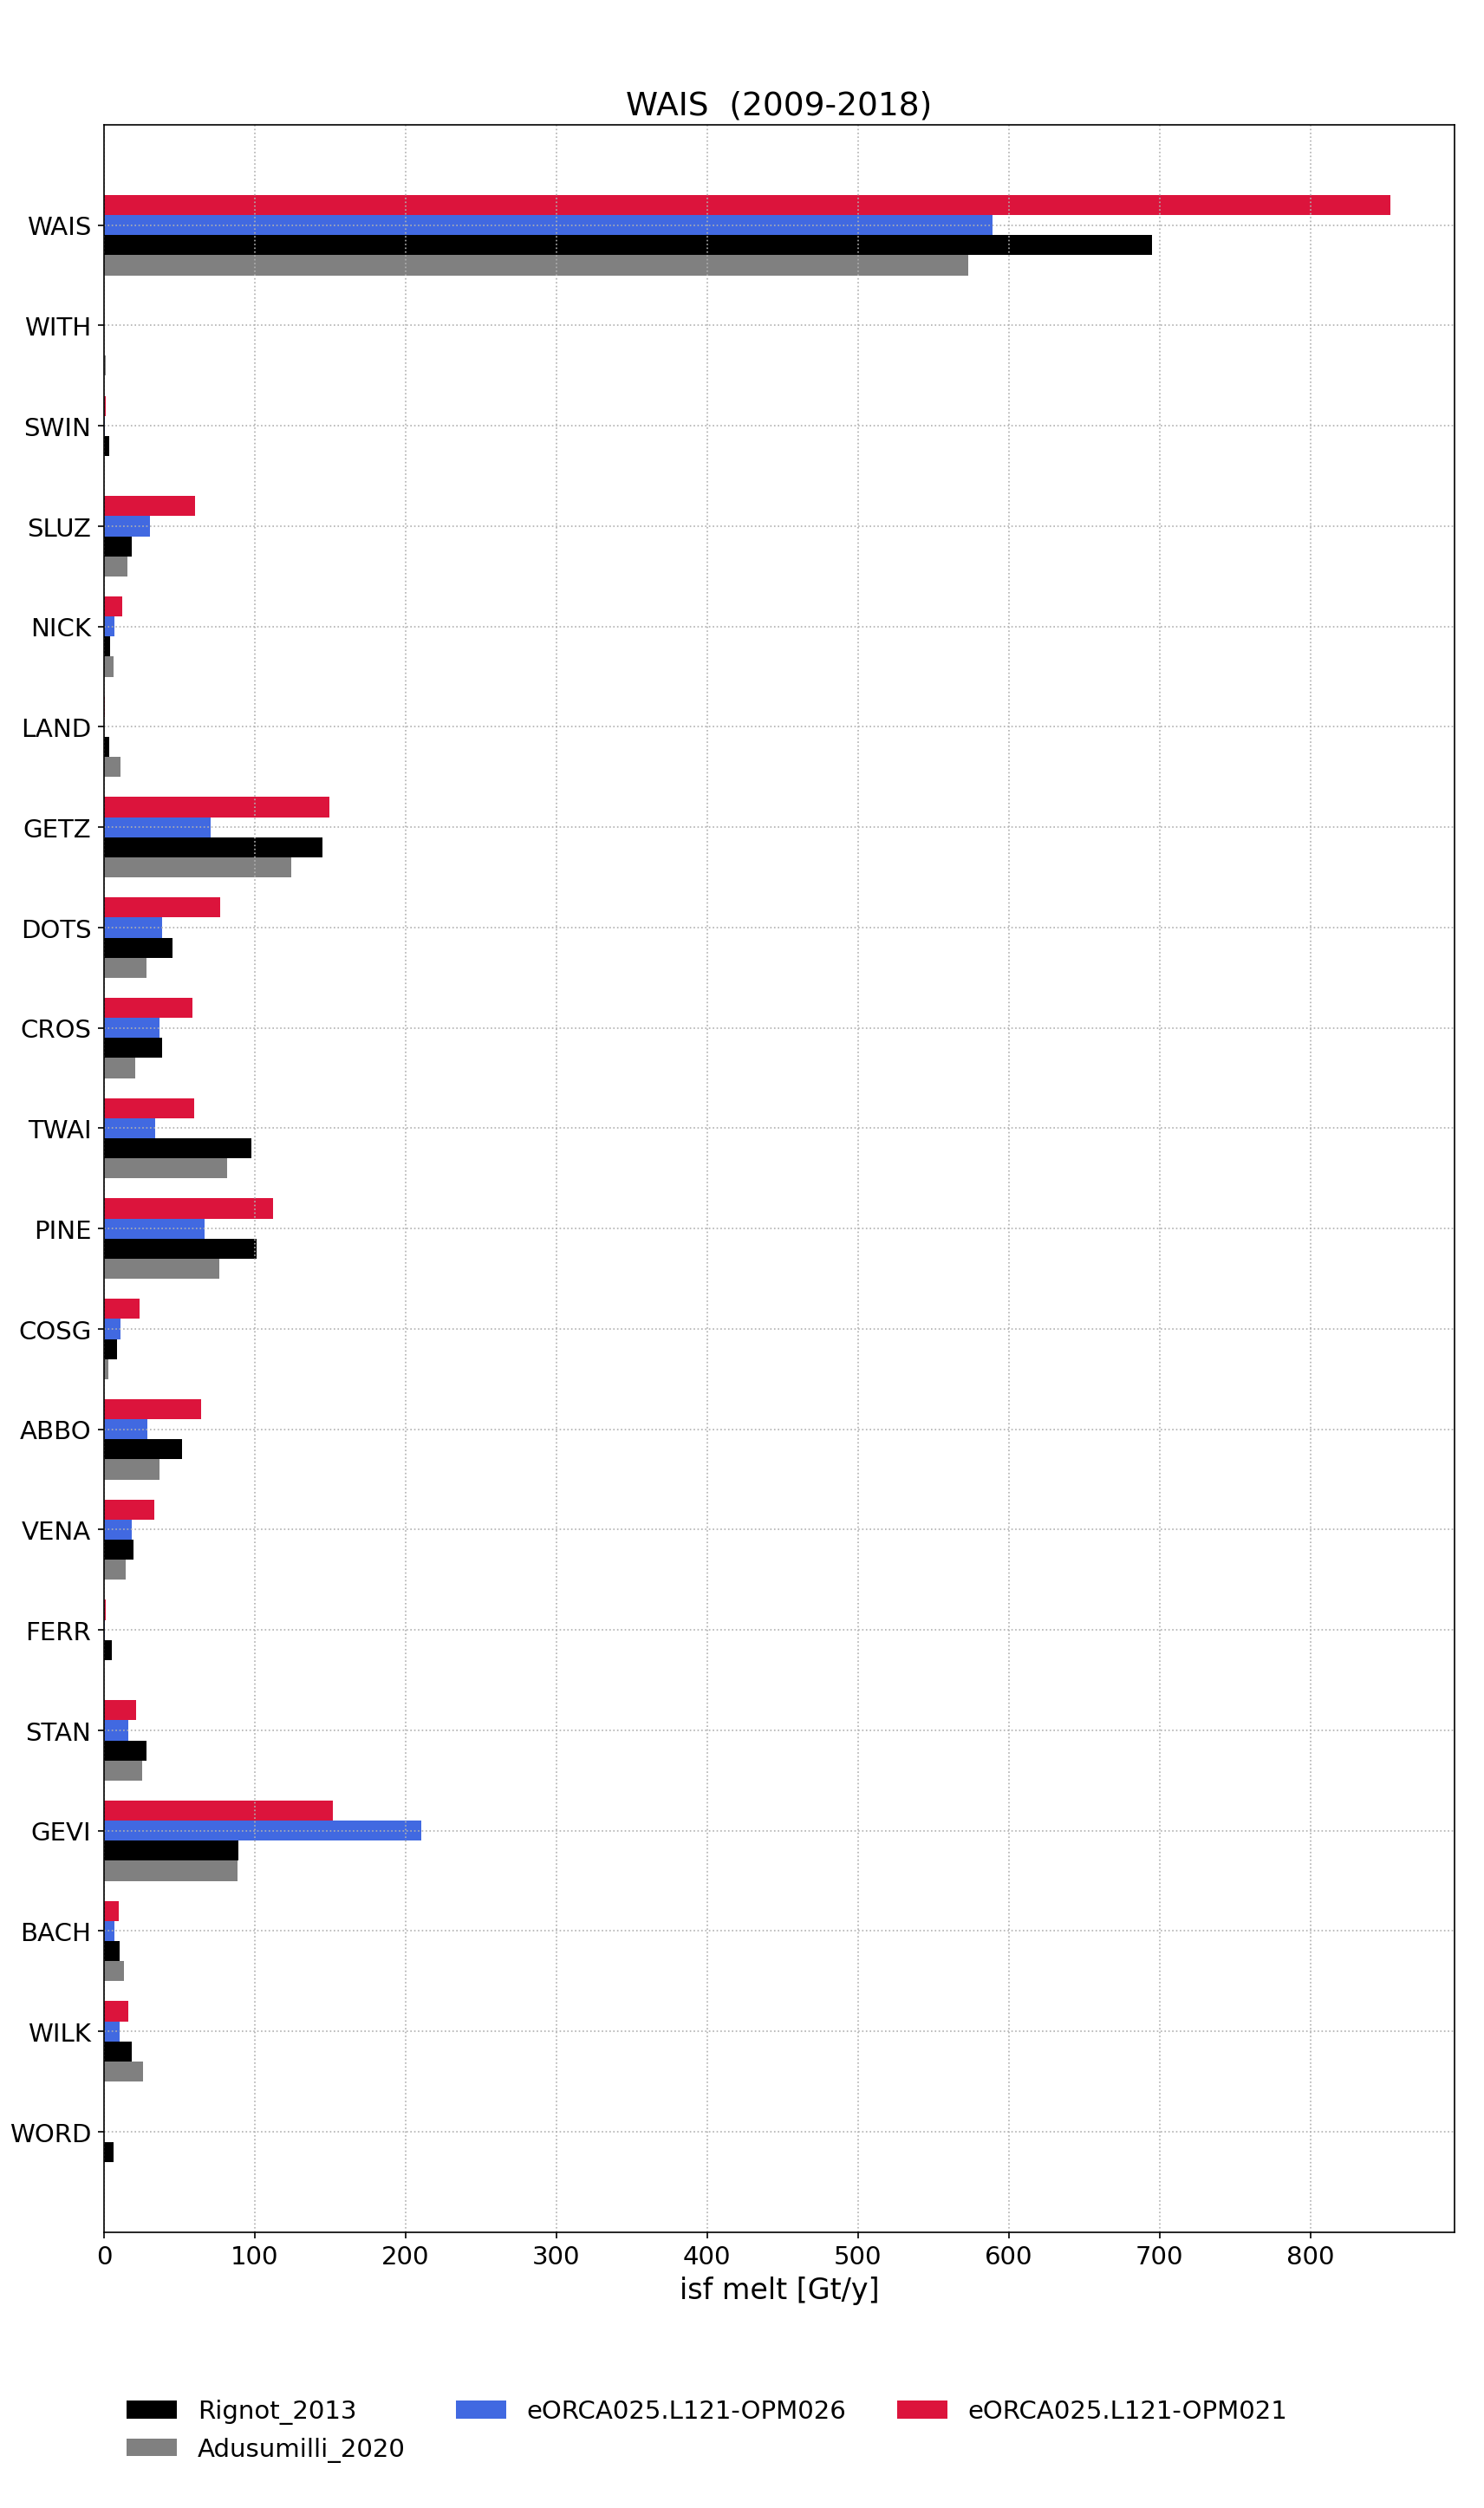 WAIS (2009-2018)
WAIS
WITH
SWIN
SLUZ
NICK
LAND
GETZ
DOTS
CROS
TWAI
PINE
COSG
ABBO
VENA
FERR
STAN
GEVI
BACH
WILK
WORD
0 100 200 300 400 500 600 700 800
isf melt [Gt/y]
Rignot_2013 eORCA025.L121-OPM026 eORCA025.L121-OPM021
Adusumilli_2020